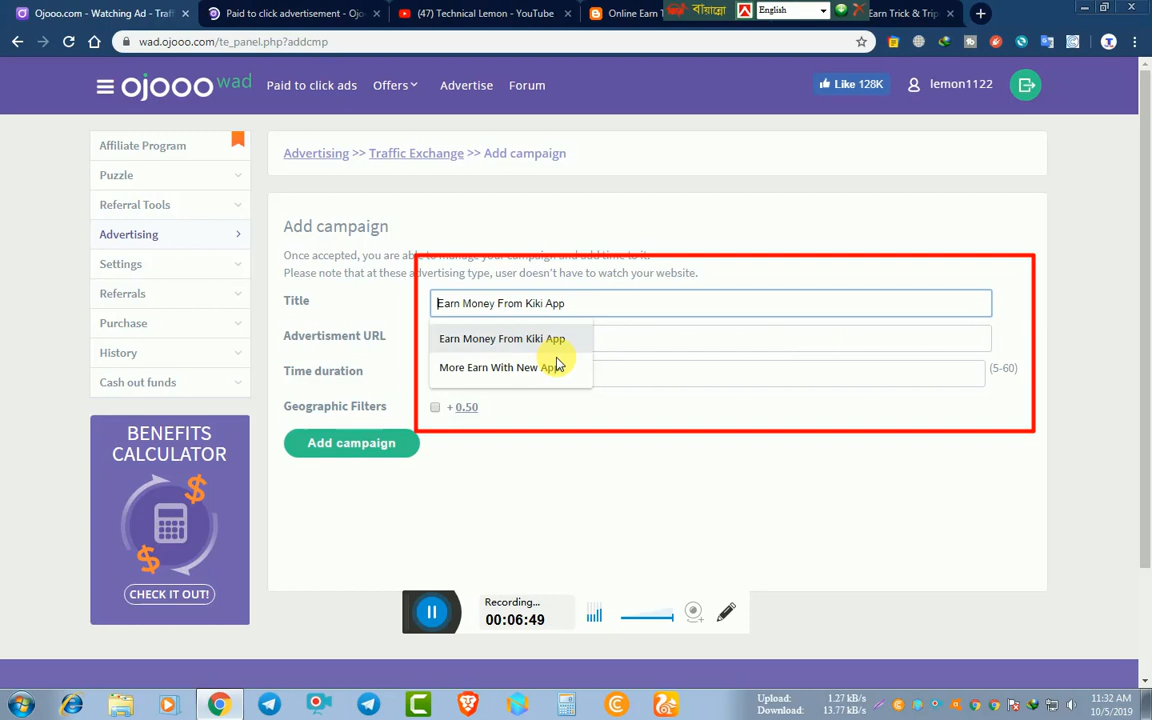 Ojooo.com - Watching Ad - Traf
Paid to click advertisement - Ojo
(47) Technical Lemon - YouTube
Online Earn T
বায়ান্নো
English
Earn Trick & Trip
wad.ojooo.com/te_panel.php?addcmp
ojooo wad
Paid to click ads
Offers
Advertise
Forum
Like 128K
lemon1122
Affiliate Program
Puzzle
Referral Tools
Advertising
Settings
Referrals
Purchase
History
Cash out funds
BENEFITS
CALCULATOR
CHECK IT OUT!
Advertising >> Traffic Exchange >> Add campaign
Add campaign
Once accepted, you are able to manage your campaign and add time to it.
Please note that at these advertising type, user doesn't have to watch your website.
Title
Earn Money From Kiki App
Earn Money From Kiki App
Advertisment URL
More Earn With New App
Time duration
(5-60)
Geographic Filters
+ 0.50
Add campaign
Recording...
00:06:49
Upload: 1.27 kB/s
Download: 13.77 kB/s
11:32 AM
10/5/2019